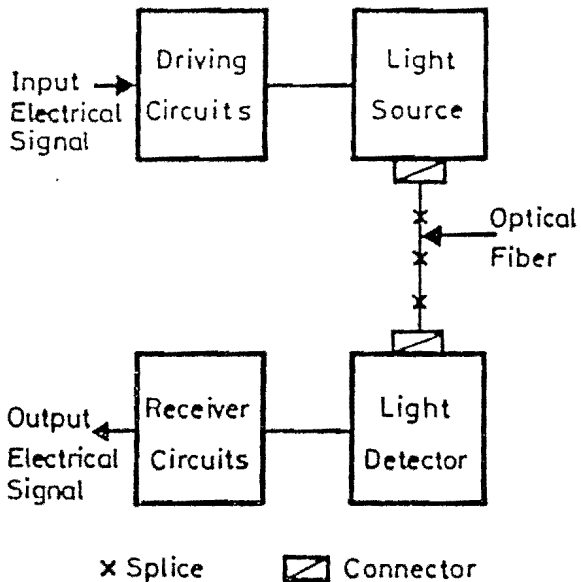 Input
Electrical
Signal
Driving
Circuits
Light
Source
Optical
Fiber
Output
Electrical
Signal
Receiver
Circuits
Light
Detector
x Splice
Connector